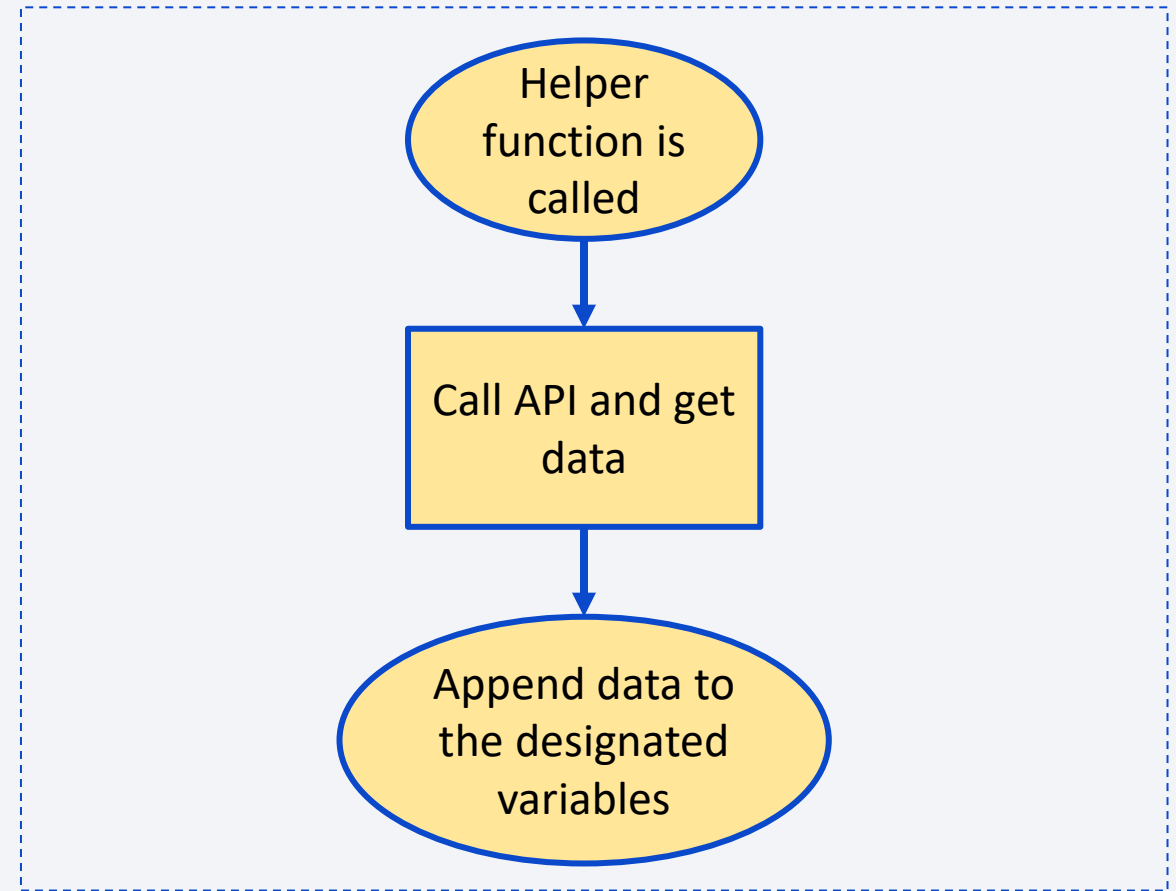 Helper
function is
called
Call API and get
data
Append data to
the designated
variables